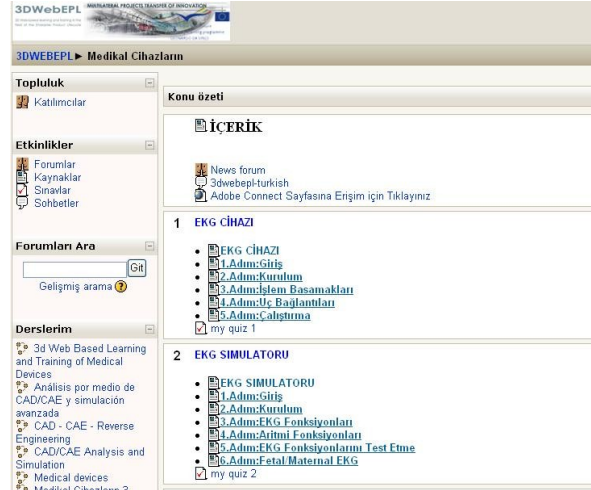 3DWebEPL
MULTILATERAL PROJECTS TRANSFER OF INNOVATION
3DWEBEPL ► Medikal Cihazların
Topluluk
Katılımcılar
Etkinlikler
Forumlar
Kaynaklar
Sınavlar
Sohbetler
Forumları Ara
Git
Gelişmiş arama
Derslerim
3d Web Based Learning
and Training of Medical
Devices
Análisis por medio de
CAD/CAE y simulación
avanzada
CAD - CAE - Reverse
Engineering
CAD/CAE Analysis and
Simulation
Medical devices
Medikal Cihazların 3
Konu özeti
İÇERİK
News forum
3dwebepl-turkish
Adobe Connect Sayfasına Erişim için Tıklayınız
1 EKG CİHAZI
• EKG CİHAZI
• 1.Adım:Giriş
• 2.Adım:Kurulum
• 3.Adım:İşlem Basamakları
• 4.Adım:Uç Bağlantıları
• 5.Adım:Çalıştırma
my quiz 1
2 EKG SIMULATORU
• EKG SIMULATORU
• 1.Adım:Giriş
• 2.Adım:Kurulum
• 3.Adım:EKG Fonksiyonları
• 4.Adım:Aritmi Fonksiyonları
• 5.Adım:EKG Fonksiyonlarını Test Etme
• 6.Adım:Fetal/Maternal EKG
my quiz 2